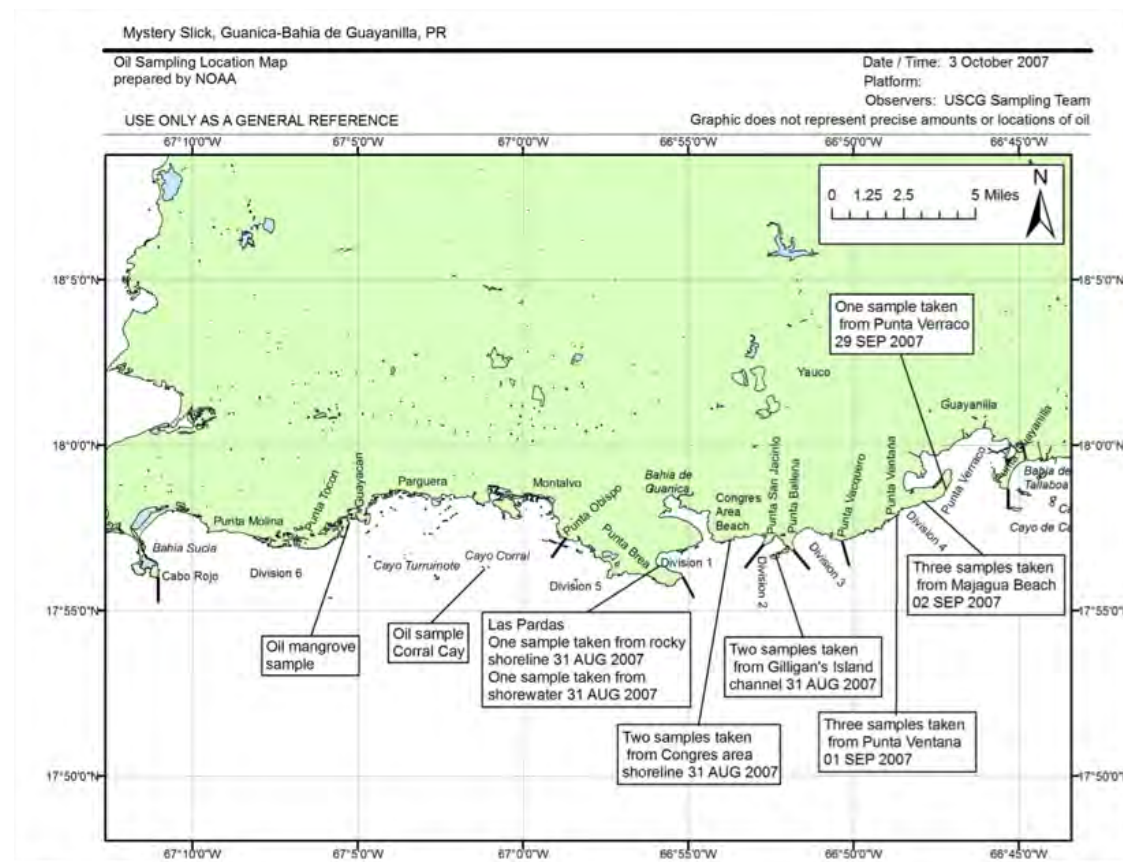 Mystery Slick, Guanica-Bahia de Guayanilla, PR
Oil Sampling Location Map
prepared by NOAA
USE ONLY AS A GENERAL REFERENCE
Date / Time: 3 October 2007
Platform:
Observers: USCG Sampling Team
Graphic does not represent precise amounts or locations of oil
67°10'0"W 67°5'0"W 67°0'0"W 66°55'0"W 66°50'0"W 66°45'0"W
0 1.25 2.5 5 Miles
N
18°5'0"N
18°5'0"N
One sample taken
from Punta Verraco
29 SEP 2007
Yauco
Guayanilla
18°0'0"N
18°0'0"N
Guayanilla
Bahia de
Tallaboa
&
Cayo de
Punta Verraco
Punta Ventana
Punta Vacquero
Punta Ballena
Punta San Jacinto
Congres
Area
Beach
Bahia de
Guanica
Montalvo
Parguera
Guayacan
Punta Tocon
Punta Molina
Bahia Sucia
Cabo Rojo
Division 6
Cayo Turrumote
Cayo Corral
Punta Obispo
Punta Brea
Division 5
Division 1
Division 2
Division 3
Division 4
17°55'0"N
17°55'0"N
Oil mangrove
sample
Oil sample
Corral Cay
Las Pardas
One sample taken from rocky
shoreline 31 AUG 2007
One sample taken from
shorewater 31 AUG 2007
Two samples taken
from Congres area
shoreline 31 AUG 2007
Two samples taken
from Gilligan's Island
channel 31 AUG 2007
Three samples taken
from Majagua Beach
02 SEP 2007
Three samples taken
from Punta Ventana
01 SEP 2007
17°50'0"N
17°50'0"N
67°10'0"W 67°5'0"W 67°0'0"W 66°55'0"W 66°50'0"W 66°45'0"W